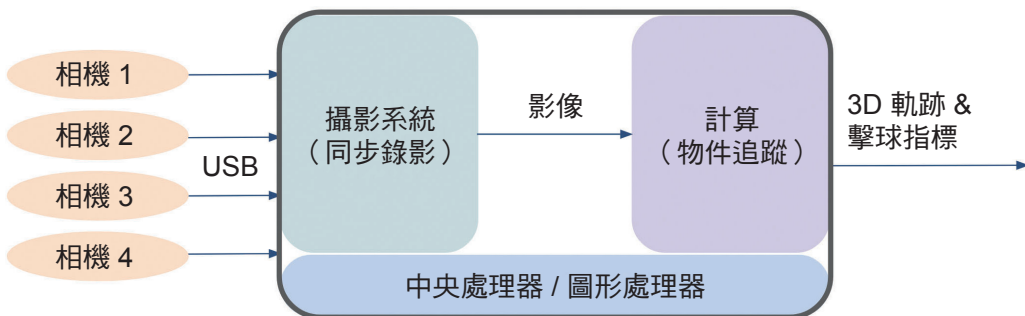 相機 1
相機 2
相機 3
相機 4
USB
攝影系統
（同步錄影）
影像
計算
（物件追蹤）
3D 軌跡 &
擊球指標
中央處理器 / 圖形處理器